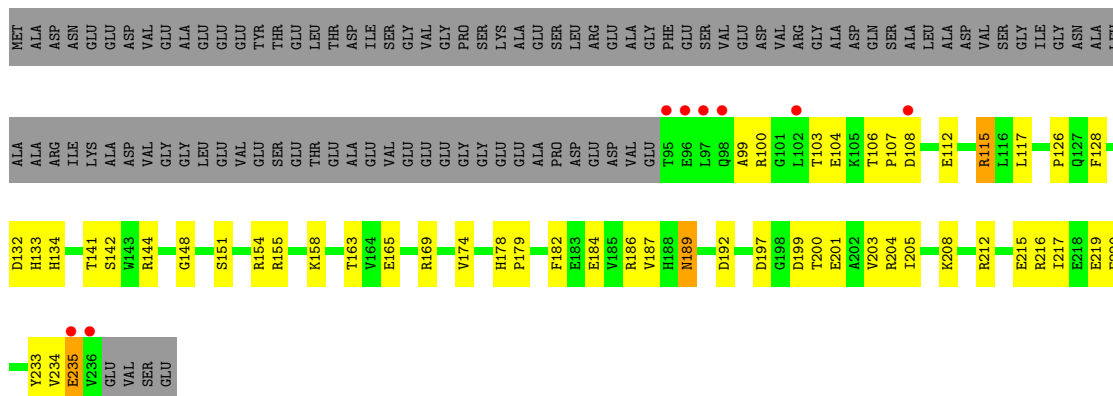 MET ALA ASP ASN GLU GLU ASP VAL GLU ALA GLU GLU GLU TYR THR GLU LEU THR ASP ILE SER GLY VAL GLY PRO SER LYS ALA GLU SER LEU ARG GLU ALA GLY PHE GLU SER VAL GLU ASP VAL ARG GLY ALA ASP GLN SER ALA LEU ALA ASP VAL SER GLY ILE GLY ASN ALA LEU
ALA ALA ARG ILE LYS ALA ASP VAL GLY GLY LEU GLU VAL GLU SER GLU THR GLU ALA GLU VAL GLU GLU GLU GLY GLY GLU GLU ALA PRO ASP GLU ASP VAL GLU T95 E96 L97 Q98 A99 R100 G101 L102 T103 E104 K105 T106 P107 D108 E112 R115 L116 L117 P126 Q127 F128
D132 H133 H134 T141 S142 W143 R144 G148 S151 R154 R155 K158 T163 V164 E165 R169 V174 H178 P179 F182 E183 E184 V185 R186 V187 H188 N189 D192 D197 G198 D199 T200 E201 A202 V203 R204 I205 K208 R212 E215 R216 I217 E218 E219
Y233 V234 E235 V236 GLU VAL SER GLU